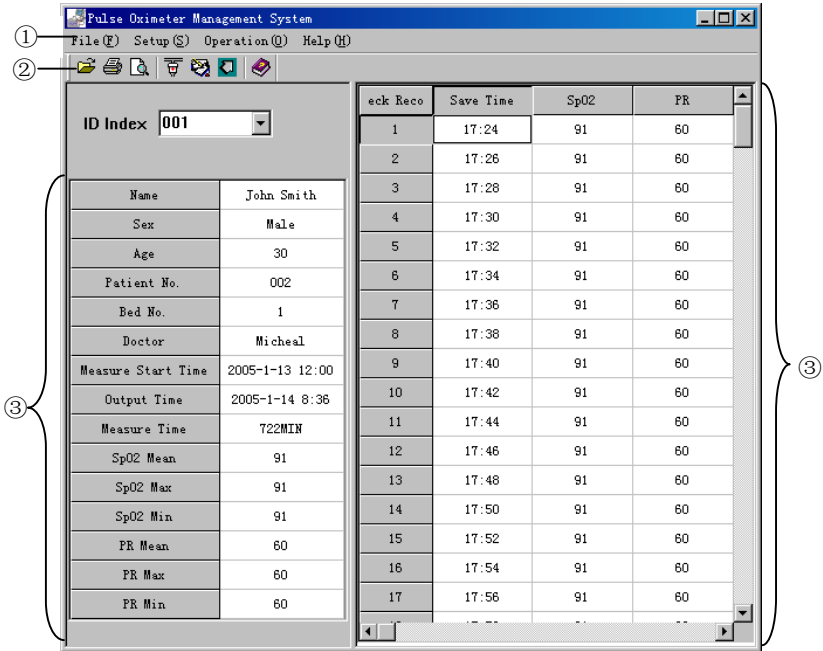 Pulse Oximeter Management System
① File(F) Setup(S) Operation(O) Help(H)
②
ID Index 001
③
Name John Smith
Sex Male
Age 30
Patient No. 002
Bed No. 1
Doctor Micheal
Measure Start Time 2005-1-13 12:00
Output Time 2005-1-14 8:36
Measure Time 722MIN
SpO2 Mean 91
SpO2 Max 91
SpO2 Min 91
PR Mean 60
PR Max 60
PR Min 60
eck Reco Save Time SpO2 PR
1 17:24 91 60
2 17:26 91 60
3 17:28 91 60
4 17:30 91 60
5 17:32 91 60
6 17:34 91 60
7 17:36 91 60
8 17:38 91 60
9 17:40 91 60
10 17:42 91 60
11 17:44 91 60
12 17:46 91 60
13 17:48 91 60
14 17:50 91 60
15 17:52 91 60
16 17:54 91 60
17 17:56 91 60
③